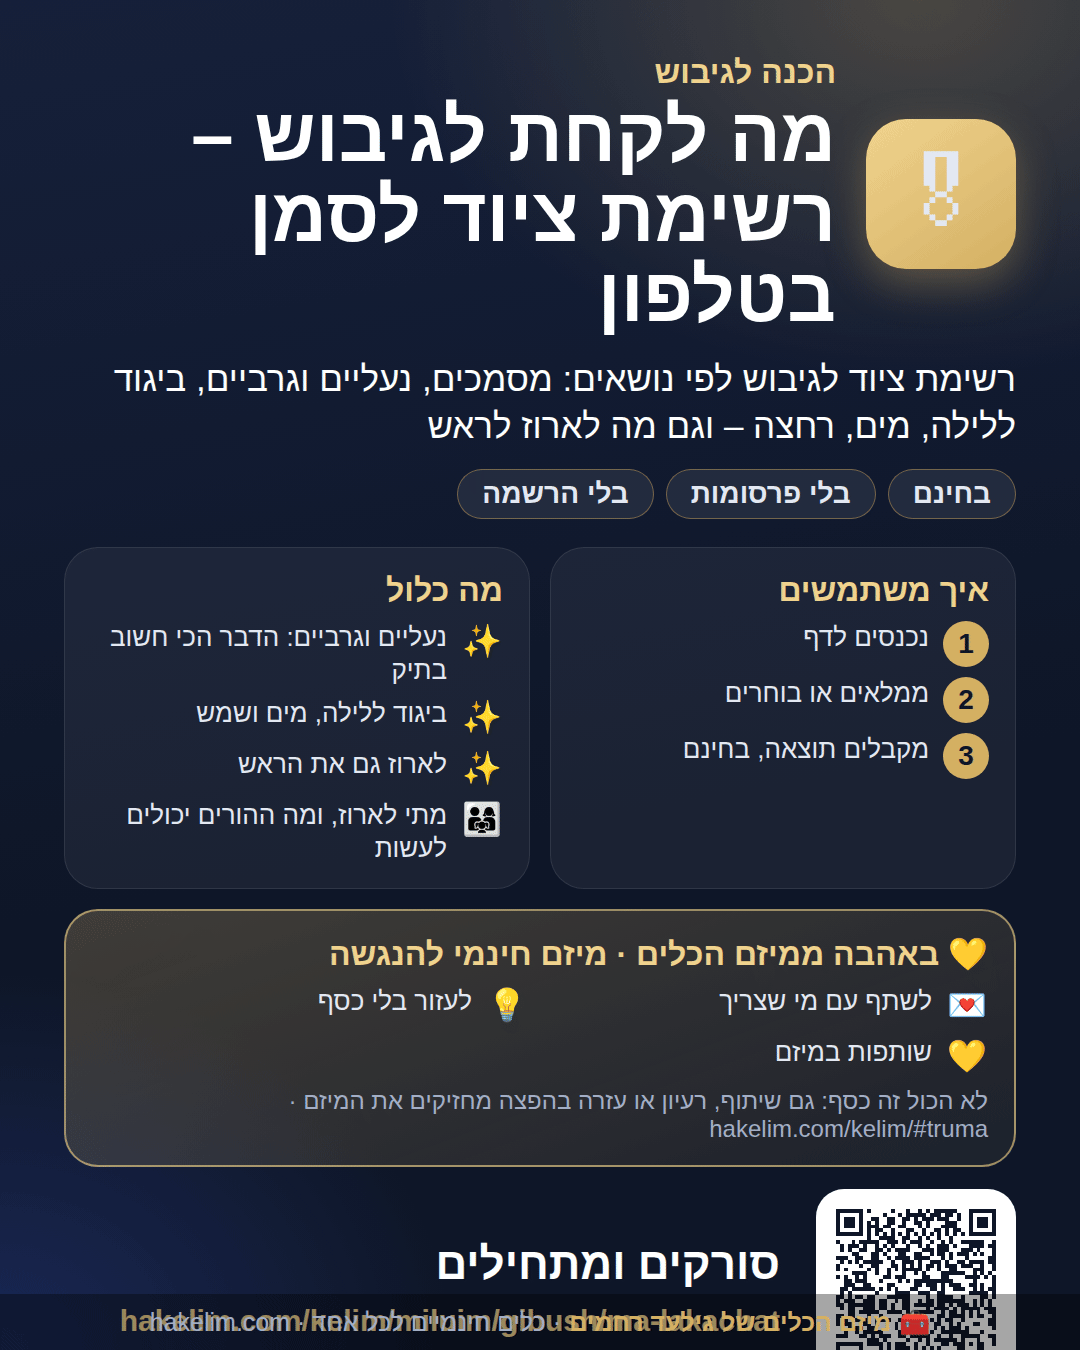 הכנה לגיבוש
מה לקחת לגיבוש –
רשימת ציוד לסמן
בטלפון
רשימת ציוד לגיבוש לפי נושאים: מסמכים, נעליים וגרביים, ביגוד
ללילה, מים, רחצה – וגם מה לארוז לראש
בחינם
בלי פרסומות
בלי הרשמה
איך משתמשים
1 נכנסים לדף
2 ממלאים או בוחרים
3 מקבלים תוצאה, בחינם
מה כלול
נעליים וגרביים: הדבר הכי חשוב
בתיק
ביגוד ללילה, מים ושמש
לארוז גם את הראש
מתי לארוז, ומה ההורים יכולים
לעשות
באהבה ממיזם הכלים · מיזם חינמי להנגשה
לשתף עם מי שצריך
לעזור בלי כסף
שותפות במיזם
לא הכול זה כסף: גם שיתוף, רעיון או עזרה בהפצה מחזיקים את המיזם ·
hakelim.com/kelim/#truma
סורקים ומתחילים
מיזם הכלים של
hakelim.com